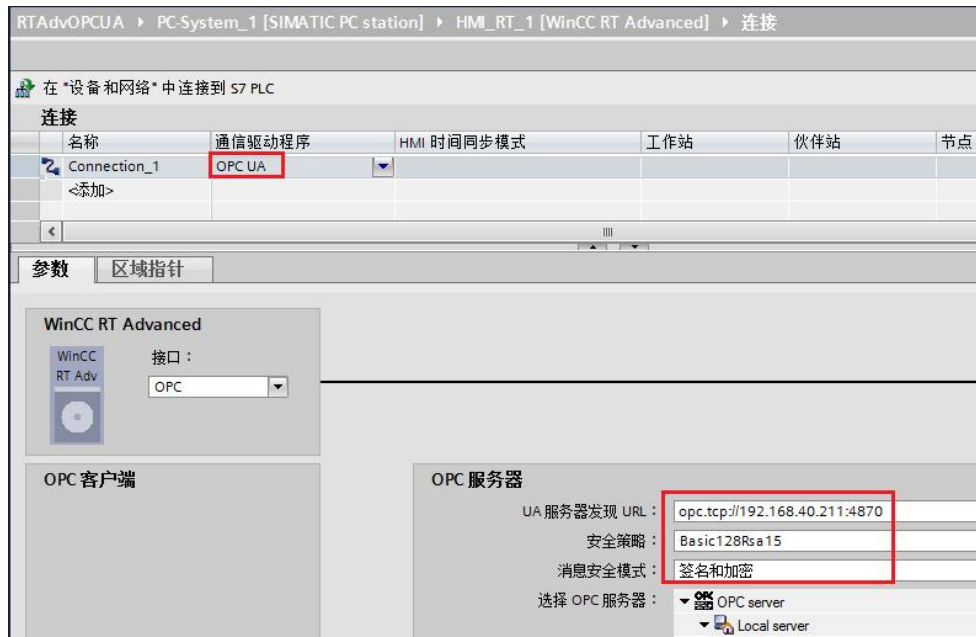 RTAdvOPCUA ▸ PC-System_1 [SIMATIC PC station] ▸ HMI_RT_1 [WinCC RT Advanced] ▸ 连接
在 "设备和网络" 中连接到 S7 PLC
连接
名称 通信驱动程序 HMI 时间同步模式 工作站 伙伴站 节点
Connection_1 OPC UA
<添加>
参数 区域指针
WinCC RT Advanced
WinCC RT Adv
接口：
OPC
OPC 客户端
OPC 服务器
UA 服务器发现 URL： opc.tcp://192.168.40.211:4870
安全策略： Basic128Rsa15
消息安全模式： 签名和加密
选择 OPC 服务器： OPC server
Local server